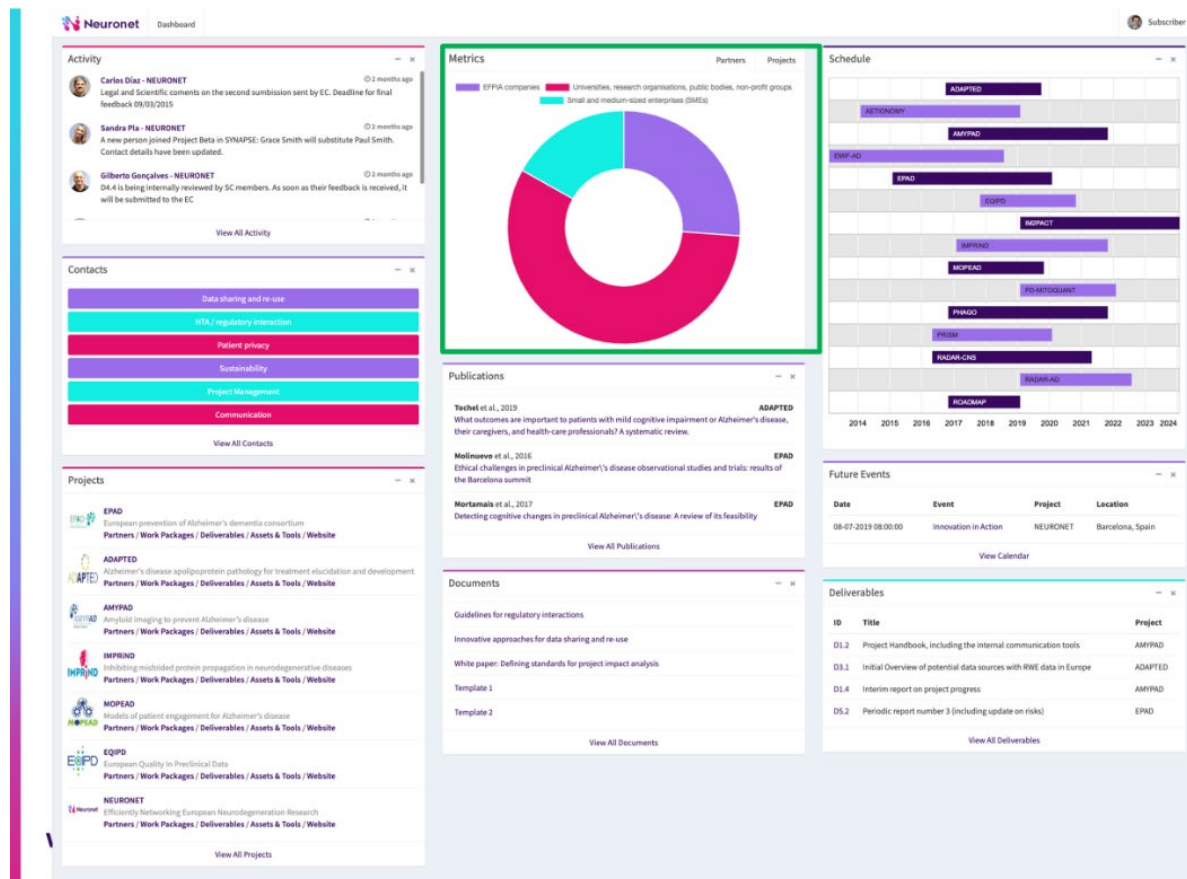 Neuronet
Dashboard
Subscriber
Activity
Carlos Díaz - NEURONET
2 months ago
Legal and Scientific coments on the second sumbission sent by EC. Deadline for final
feedback 09/03/2015
Sandra Pla - NEURONET
2 months ago
A new person joined Project Beta in SYNAPSE: Grace Smith will substitute Paul Smith.
Contact details have been updated.
Gilberto Gonçalves - NEURONET
2 months ago
D4.4 is being internally reviewed by SC members. As soon as their feedback is received, it
will be submitted to the EC
View All Activity
Contacts
Data sharing and re-use
HTA / regulatory interaction
Patient privacy
Sustainability
Project Management
Communication
View All Contacts
Projects
EPAD
European prevention of Alzheimer's dementia consortium
Partners / Work Packages / Deliverables / Assets & Tools / Website
ADAPTED
ADAPTED
Alzheimer's disease apolipoprotein pathology for treatment elucidation and development
Partners / Work Packages / Deliverables / Assets & Tools / Website
AMYPAD
AMYPAD
Amyloid imaging to prevent Alzheimer's disease
Partners / Work Packages / Deliverables / Assets & Tools / Website
IMPRiND
IMPRiND
Inhibiting misfolded protein propagation in neurodegenerative diseases
Partners / Work Packages / Deliverables / Assets & Tools / Website
MOPEAD
MOPEAD
Models of patient engagement for Alzheimer's disease
Partners / Work Packages / Deliverables / Assets & Tools / Website
EQIPD
EQIPD
European Quality In Preclinical Data
Partners / Work Packages / Deliverables / Assets & Tools / Website
Neuronet
NEURONET
Efficiently Networking European Neurodegeneration Research
Partners / Work Packages / Deliverables / Assets & Tools / Website
View All Projects
Metrics
Partners
Projects
EFPIA companies
Universities, research organisations, public bodies, non-profit groups
Small and medium-sized enterprises (SMEs)
Publications
Tochel et al., 2019
ADAPTED
What outcomes are important to patients with mild cognitive impairment or Alzheimer's disease,
their caregivers, and health-care professionals? A systematic review.
Molinuevo et al., 2016
EPAD
Ethical challenges in preclinical Alzheimer\'s disease observational studies and trials: results of
the Barcelona summit
Mortamais et al., 2017
EPAD
Detecting cognitive changes in preclinical Alzheimer\'s disease: A review of its feasibility
View All Publications
Documents
Guidelines for regulatory interactions
Innovative approaches for data sharing and re-use
White paper: Defining standards for project impact analysis
Template 1
Template 2
View All Documents
Schedule
ADAPTED
AETIONOMY
AMYPAD
EMIF-AD
EPAD
EQIPD
IM2PACT
IMPRIND
MOPEAD
PD-MITOQUANT
PHAGO
PRISM
RADAR-CNS
RADAR-AD
ROADMAP
2014 2015 2016 2017 2018 2019 2020 2021 2022 2023 2024
Future Events
Date Event Project Location
08-07-2019 08:00:00 Innovation in Action NEURONET Barcelona, Spain
View Calendar
Deliverables
ID Title Project
D1.2 Project Handbook, including the internal communication tools AMYPAD
D3.1 Initial Overview of potential data sources with RWE data in Europe ADAPTED
D1.4 Interim report on project progress AMYPAD
D5.2 Periodic report number 3 (including update on risks) EPAD
View All Deliverables